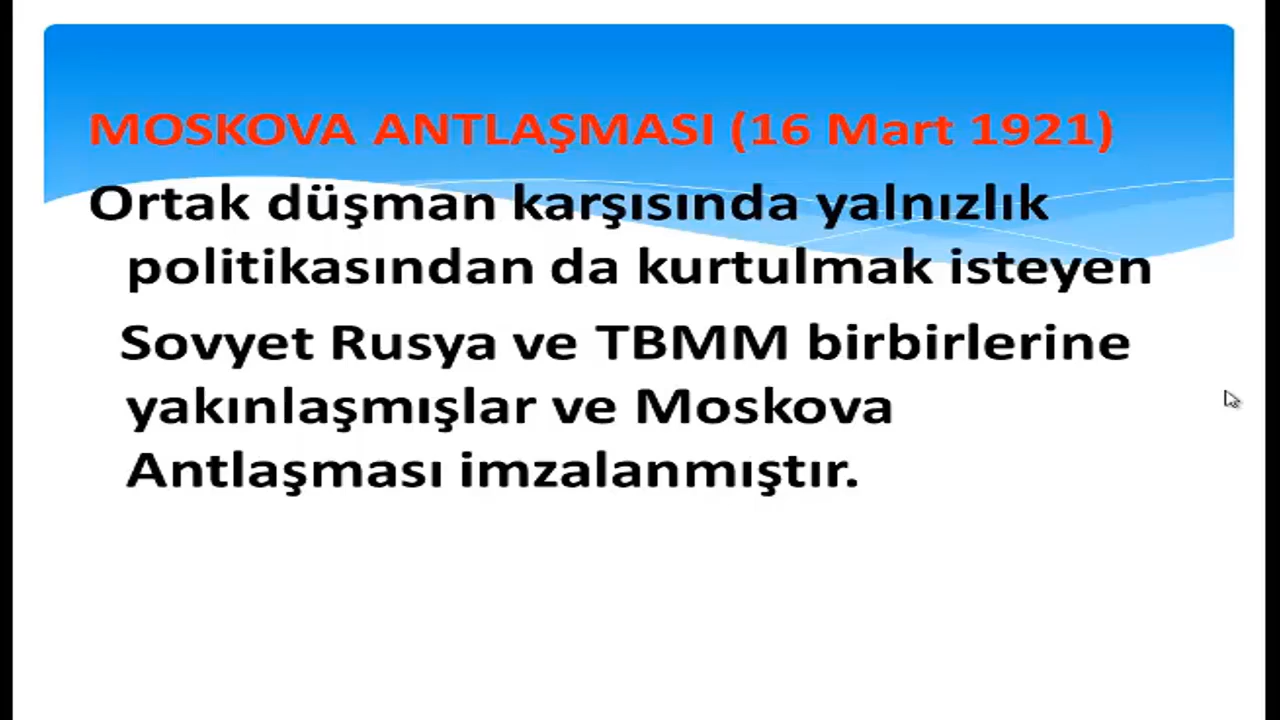 MOSKOVA ANTLAŞMASI (16 Mart 1921)
Ortak düşman karşısında yalnızlık
politikasından da kurtulmak isteyen
Sovyet Rusya ve TBMM birbirlerine
yakınlaşmışlar ve Moskova
Antlaşması imzalanmıştır.